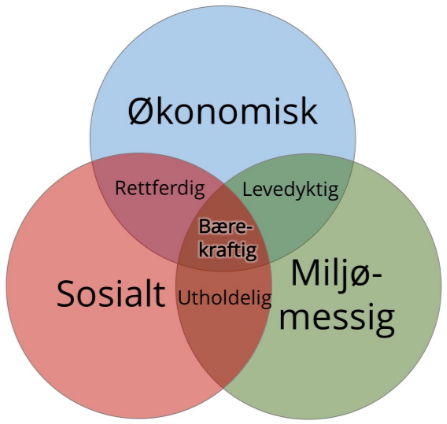 Økonomisk
Rettferdig
Levedyktig
Bære-
kraftig
Sosialt
Utholdelig
Miljø-
messig